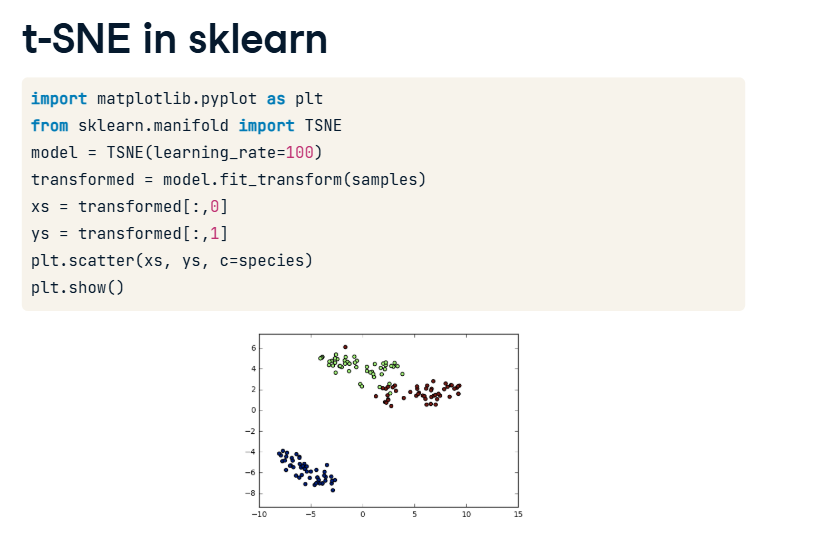 t-SNE in sklearn
import matplotlib.pyplot as plt
from sklearn.manifold import TSNE
model = TSNE(learning_rate=100)
transformed = model.fit_transform(samples)
xs = transformed[:,0]
ys = transformed[:,1]
plt.scatter(xs, ys, c=species)
plt.show()
6
4
2
0
−2
−4
−6
−8
−10 −5 0 5 10 15